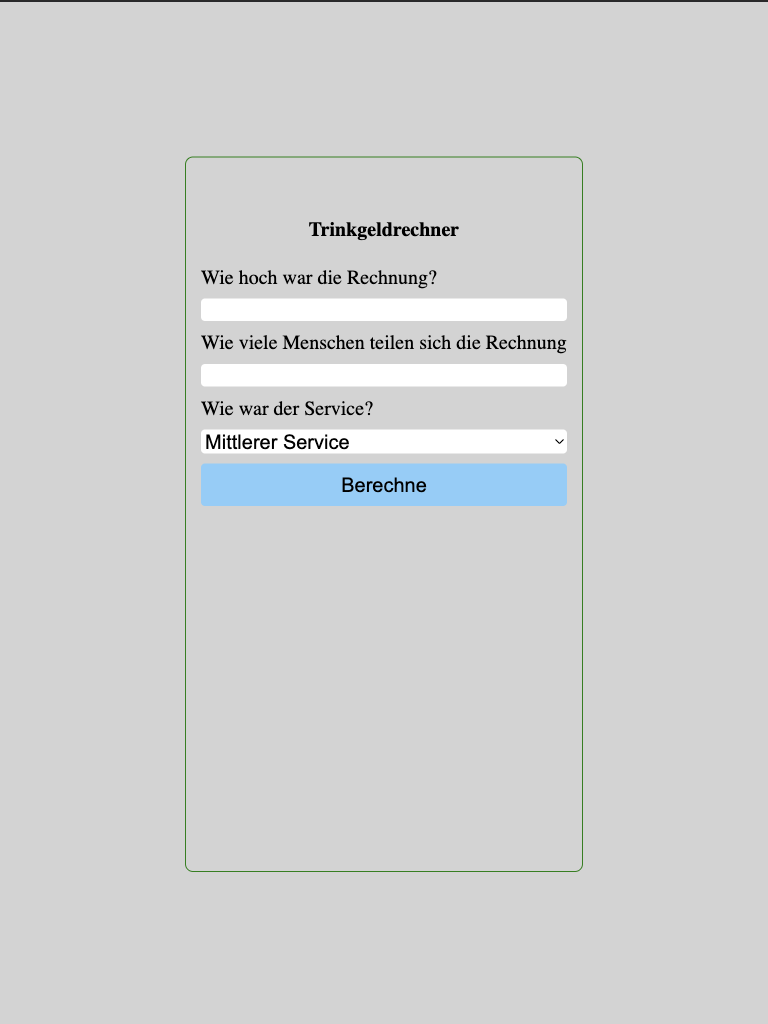 Trinkgeldrechner
Wie hoch war die Rechnung?
Wie viele Menschen teilen sich die Rechnung
Wie war der Service?
Mittlerer Service
Berechne